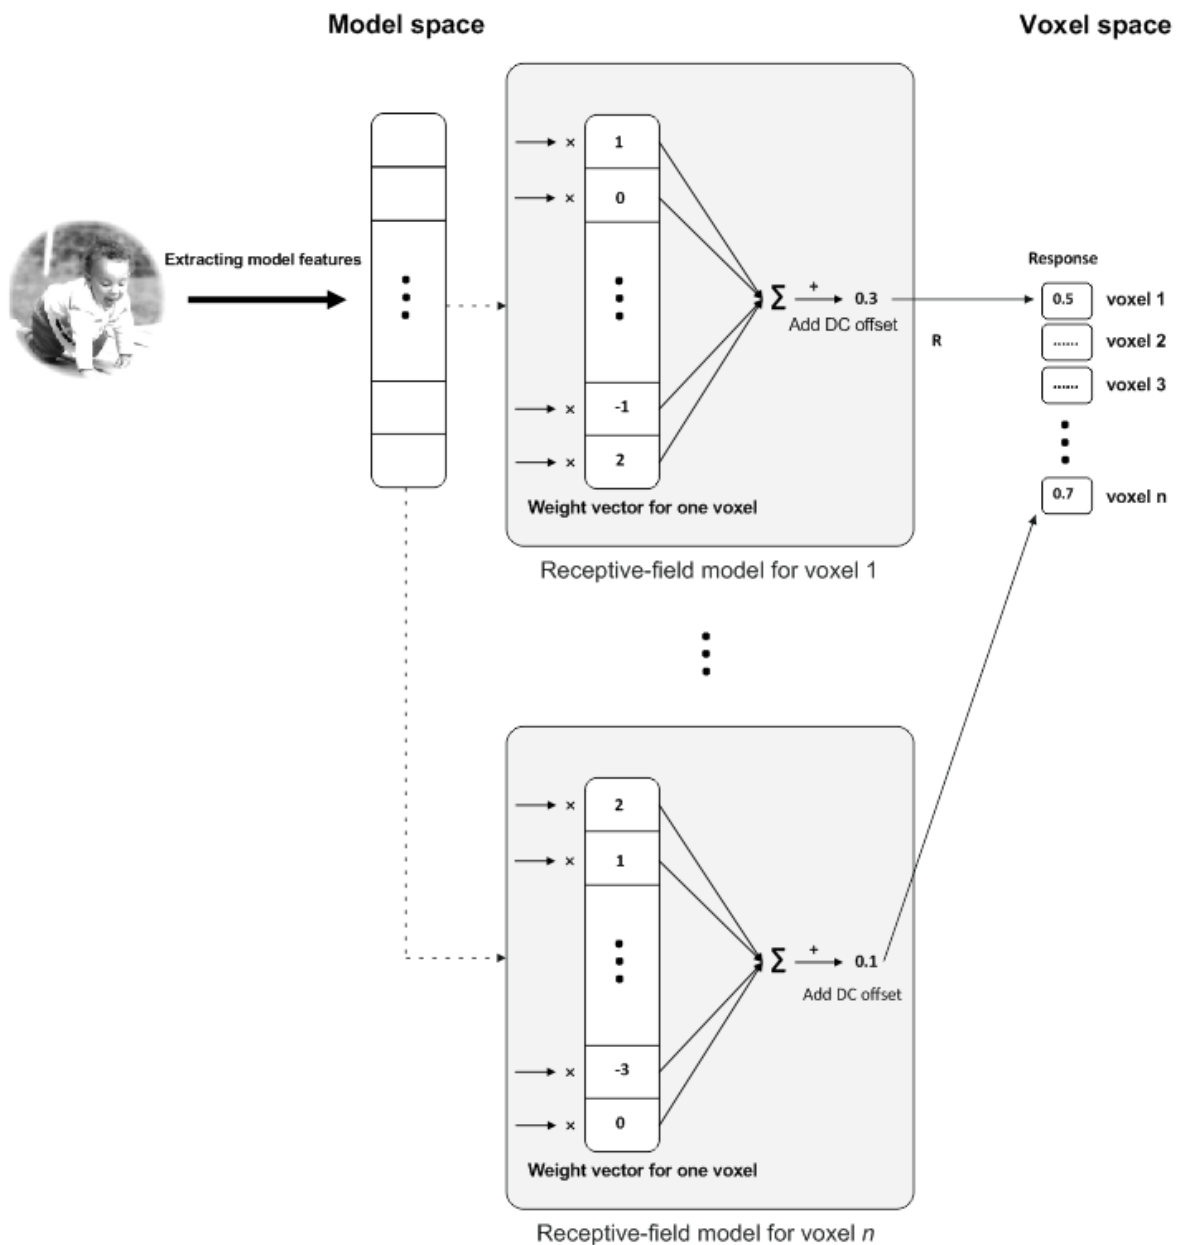 Model space
Voxel space
Extracting model features
× 1
× 0
× -1
× 2
Σ + 0.3
Add DC offset
Weight vector for one voxel
Receptive-field model for voxel 1
R
Response
0.5 voxel 1
...... voxel 2
...... voxel 3
0.7 voxel n
× 2
× 1
× -3
× 0
Σ + 0.1
Add DC offset
Weight vector for one voxel
Receptive-field model for voxel n